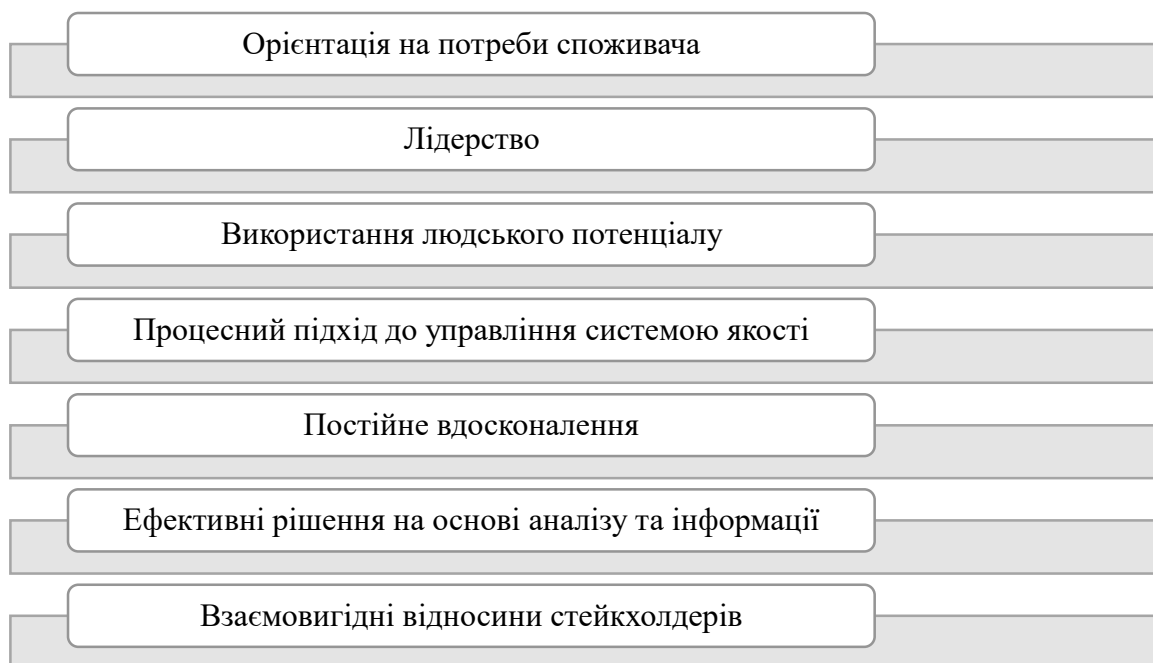 Орієнтація на потреби споживача
Лідерство
Використання людського потенціалу
Процесний підхід до управління системою якості
Постійне вдосконалення
Ефективні рішення на основі аналізу та інформації
Взаємовигідні відносини стейкхолдерів